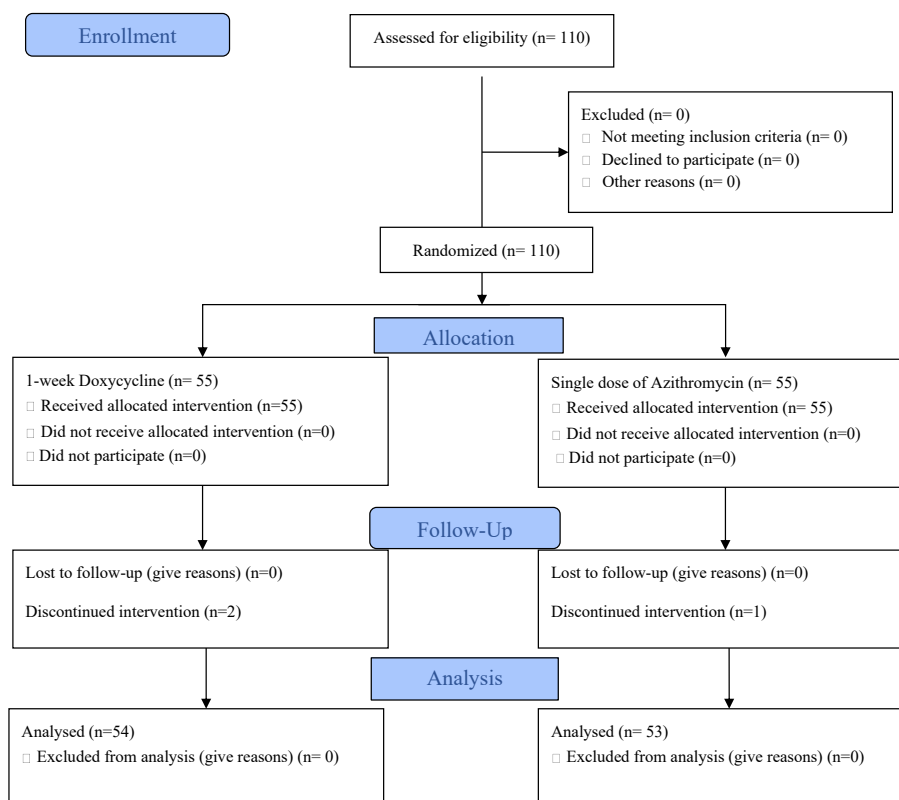 Enrollment
Assessed for eligibility (n= 110)
Excluded (n= 0)
Not meeting inclusion criteria (n= 0)
Declined to participate (n= 0)
Other reasons (n= 0)
Randomized (n= 110)
Allocation
1-week Doxycycline (n= 55)
Received allocated intervention (n=55)
Did not receive allocated intervention (n=0)
Did not participate (n=0)
Single dose of Azithromycin (n= 55)
Received allocated intervention (n= 55)
Did not receive allocated intervention (n=0)
Did not participate (n=0)
Follow-Up
Lost to follow-up (give reasons) (n=0)
Discontinued intervention (n=2)
Lost to follow-up (give reasons) (n=0)
Discontinued intervention (n=1)
Analysis
Analysed (n=54)
Excluded from analysis (give reasons) (n= 0)
Analysed (n= 53)
Excluded from analysis (give reasons) (n=0)